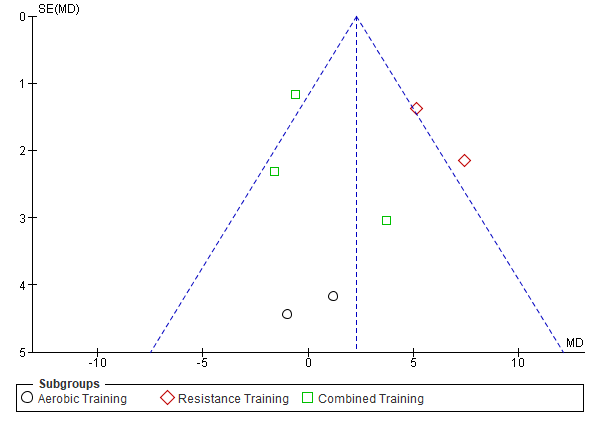 SE(MD)
0
1
2
3
4
5
MD
-10 -5 0 5 10
Subgroups
Aerobic Training Resistance Training Combined Training